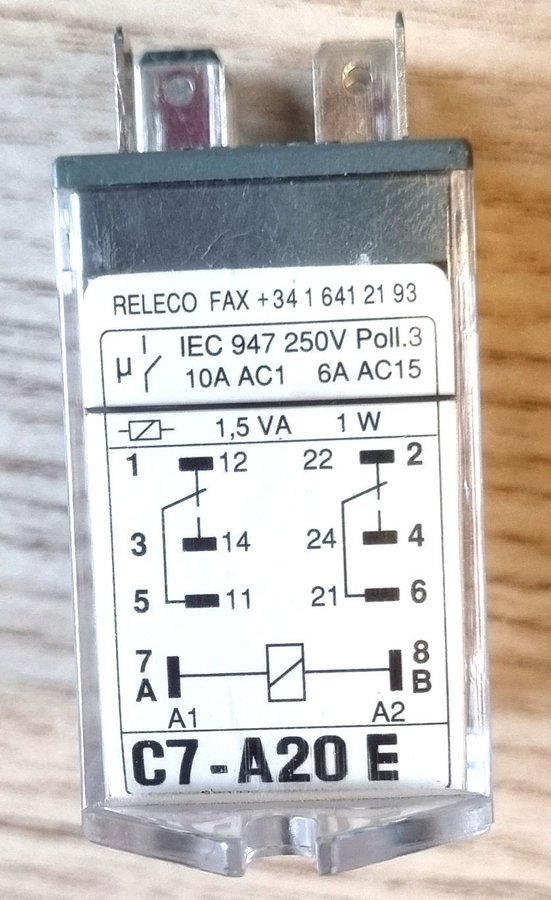 RELECO FAX +34 1 641 21 93
µ IEC 947 250V Poll.3
10A AC1 6A AC15
1,5 VA 1 W
1 12 22 2
3 14 24 4
5 11 21 6
7 8
A B
A1 A2
C7-A20 E